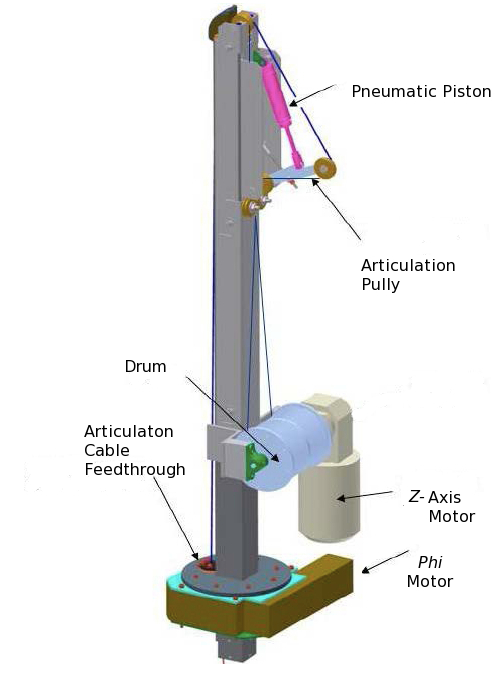 Pneumatic Piston
Articulation
Pully
Drum
Articulaton
Cable
Feedthrough
Z-Axis
Motor
Phi
Motor